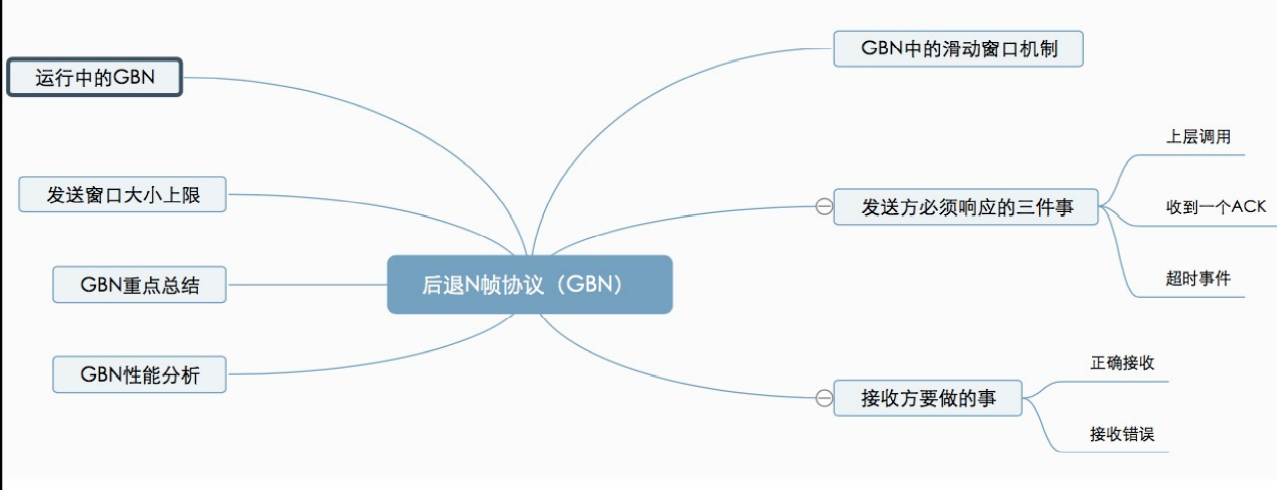 GBN中的滑动窗口机制
运行中的GBN
上层调用
发送窗口大小上限
发送方必须响应的三件事
收到一个ACK
超时事件
GBN重点总结
后退N帧协议（GBN）
GBN性能分析
正确接收
接收方要做的事
接收错误